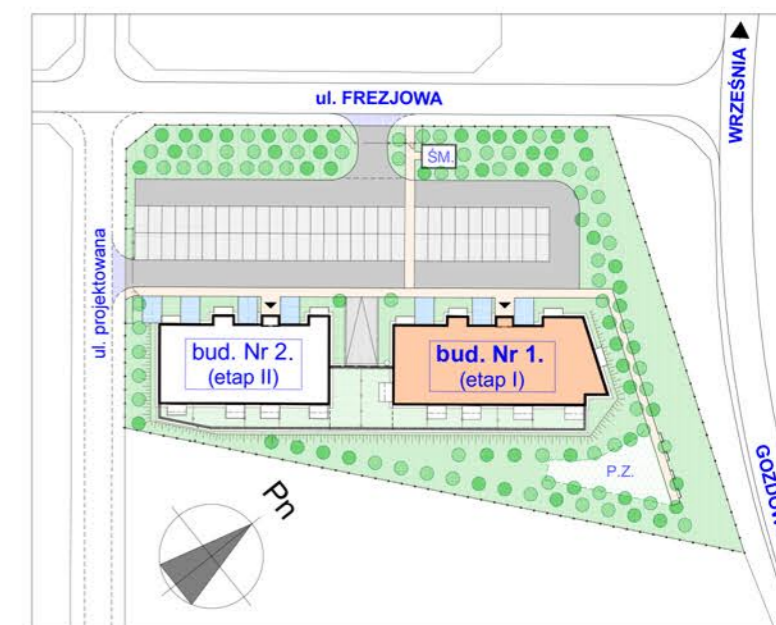 ul. FREZJOWA
WRZEŚNIA
ŚM.
ul. projektowana
bud. Nr 2.
(etap II)
bud. Nr 1.
(etap I)
P.Z.
Pn